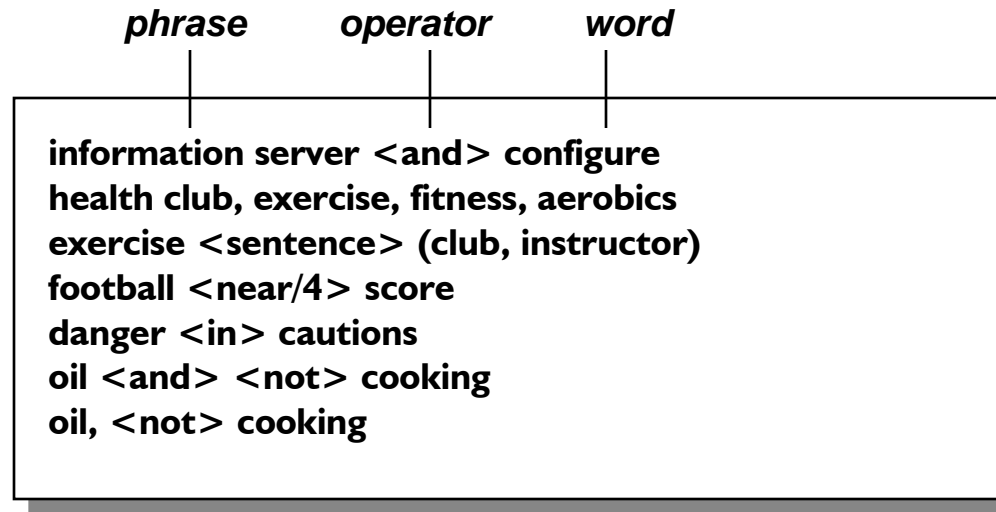 phrase operator word
information server <and> configure
health club, exercise, fitness, aerobics
exercise <sentence> (club, instructor)
football <near/4> score
danger <in> cautions
oil <and> <not> cooking
oil, <not> cooking